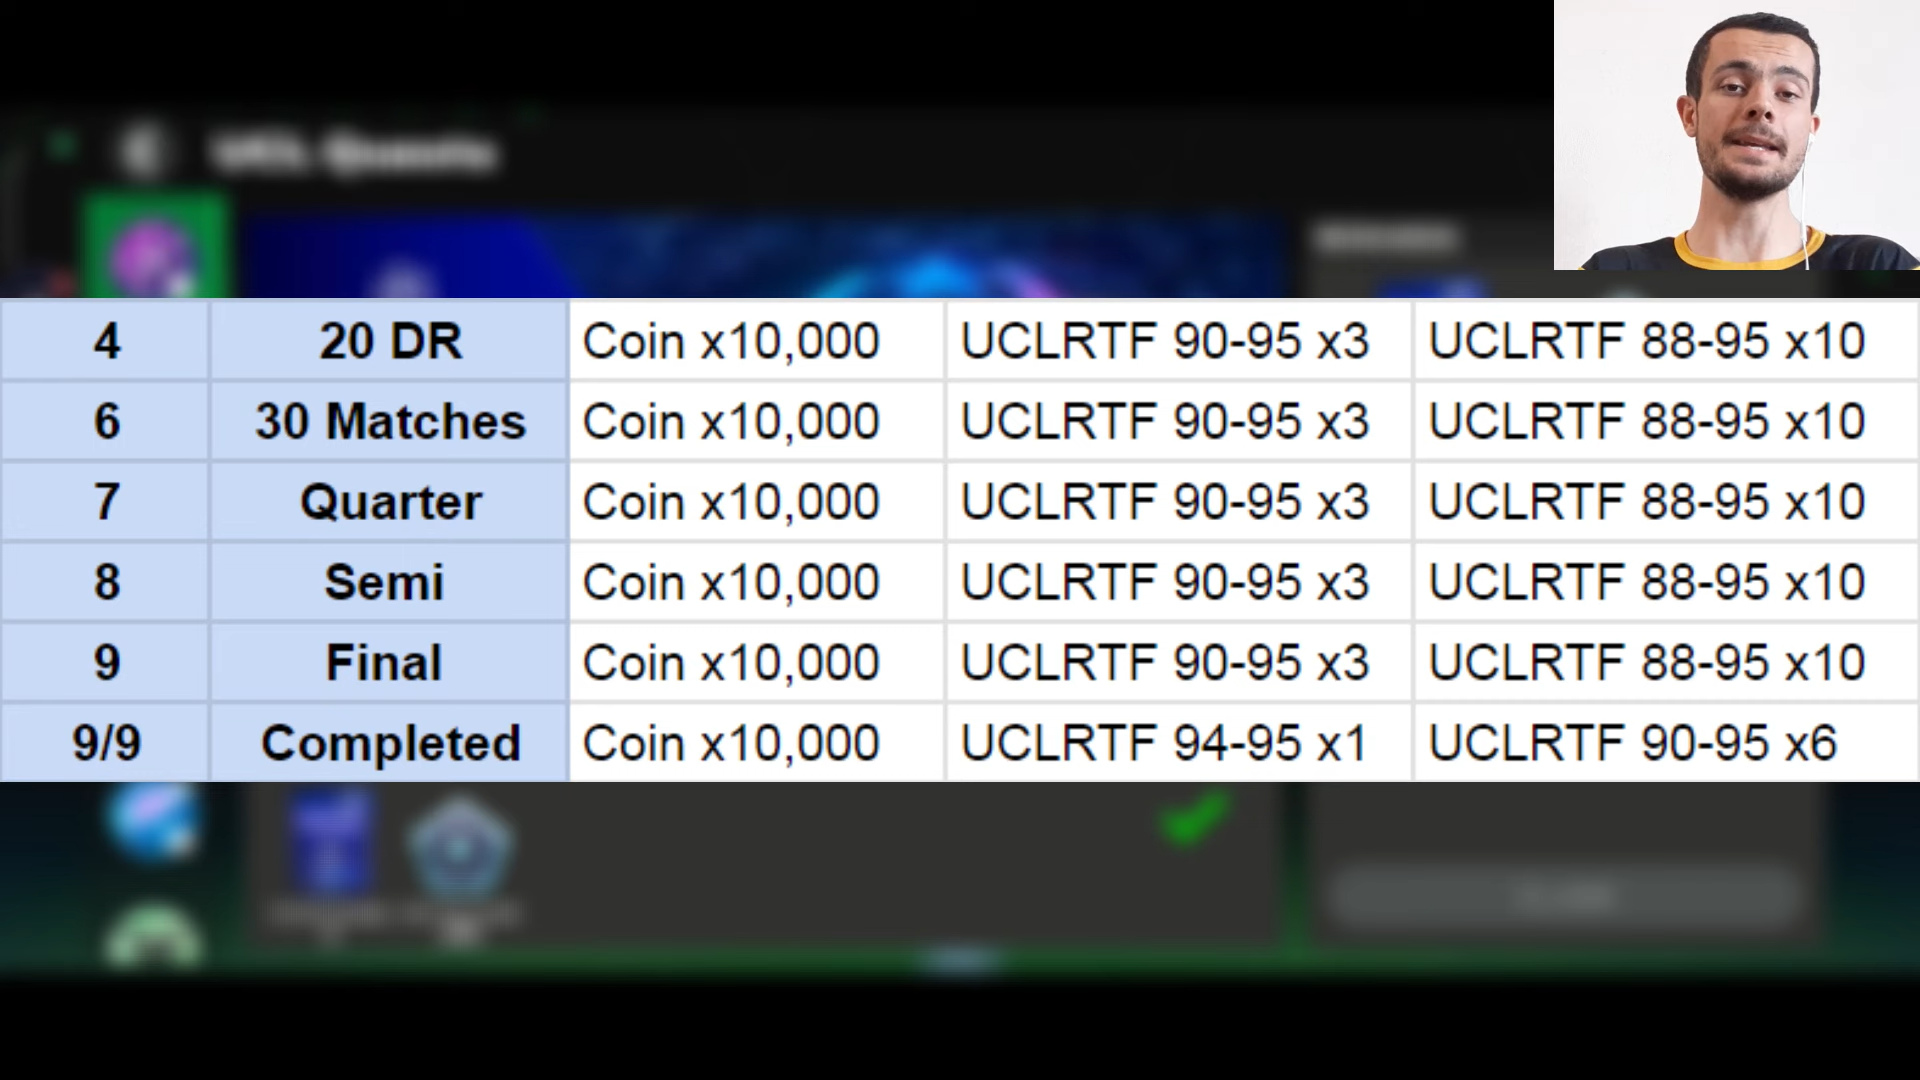 UCL Quests
4 20 DR Coin x10,000 UCLRTF 90-95 x3 UCLRTF 88-95 x10
6 30 Matches Coin x10,000 UCLRTF 90-95 x3 UCLRTF 88-95 x10
7 Quarter Coin x10,000 UCLRTF 90-95 x3 UCLRTF 88-95 x10
8 Semi Coin x10,000 UCLRTF 90-95 x3 UCLRTF 88-95 x10
9 Final Coin x10,000 UCLRTF 90-95 x3 UCLRTF 88-95 x10
9/9 Completed Coin x10,000 UCLRTF 94-95 x1 UCLRTF 90-95 x6